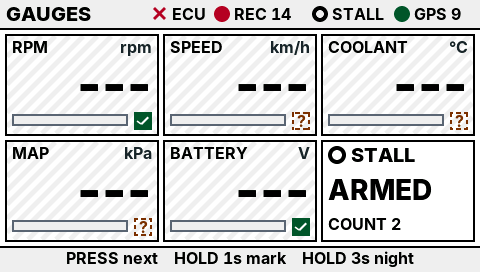 GAUGES ECU REC 14 STALL GPS 9
RPM rpm SPEED km/h COOLANT °C
--- --- ---
? ?
MAP kPa BATTERY V STALL
--- --- ARMED
? COUNT 2
PRESS next HOLD 1s mark HOLD 3s night